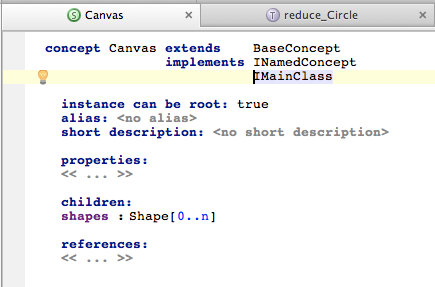 S Canvas × T reduce_Circle ×
concept Canvas extends BaseConcept
implements INamedConcept
IMainClass
instance can be root: true
alias: <no alias>
short description: <no short description>
properties:
<< ... >>
children:
shapes : Shape[0..n]
references:
<< ... >>